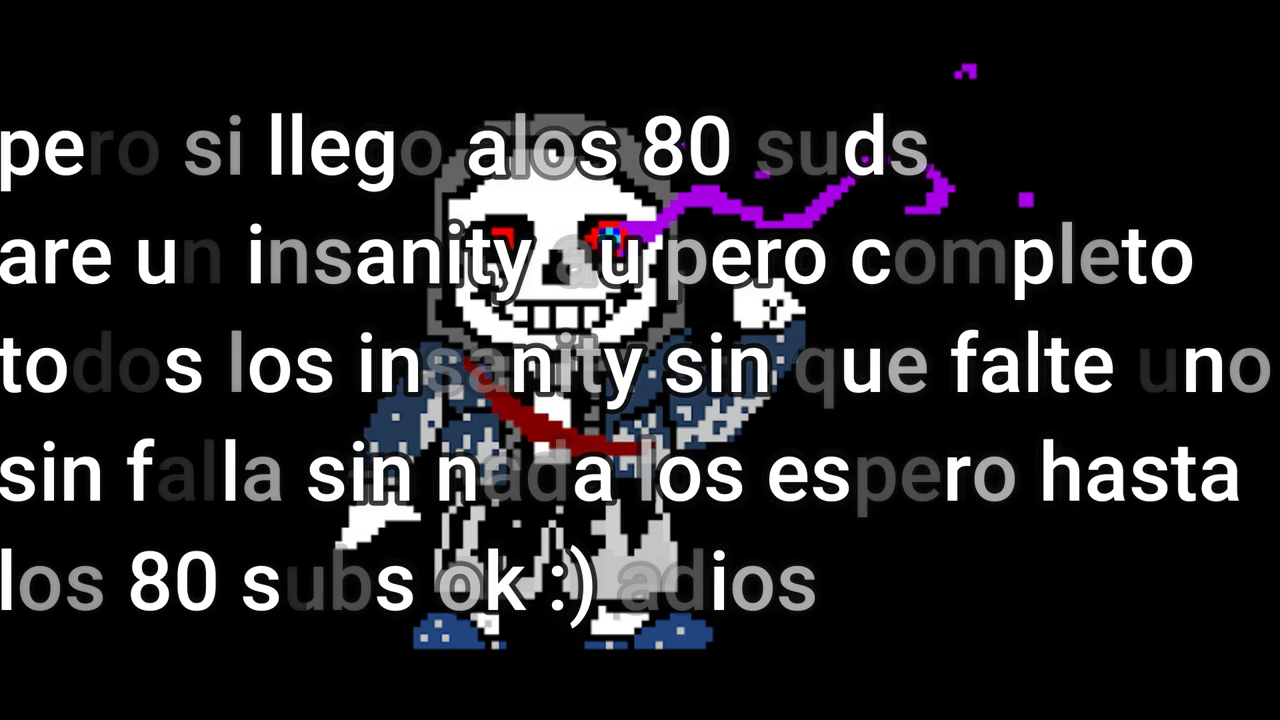 pero si llego alos 80 suds
are un insanity au pero completo
todos los insanity sin que falte uno
sin falla sin nada los espero hasta
los 80 subs ok :) adios